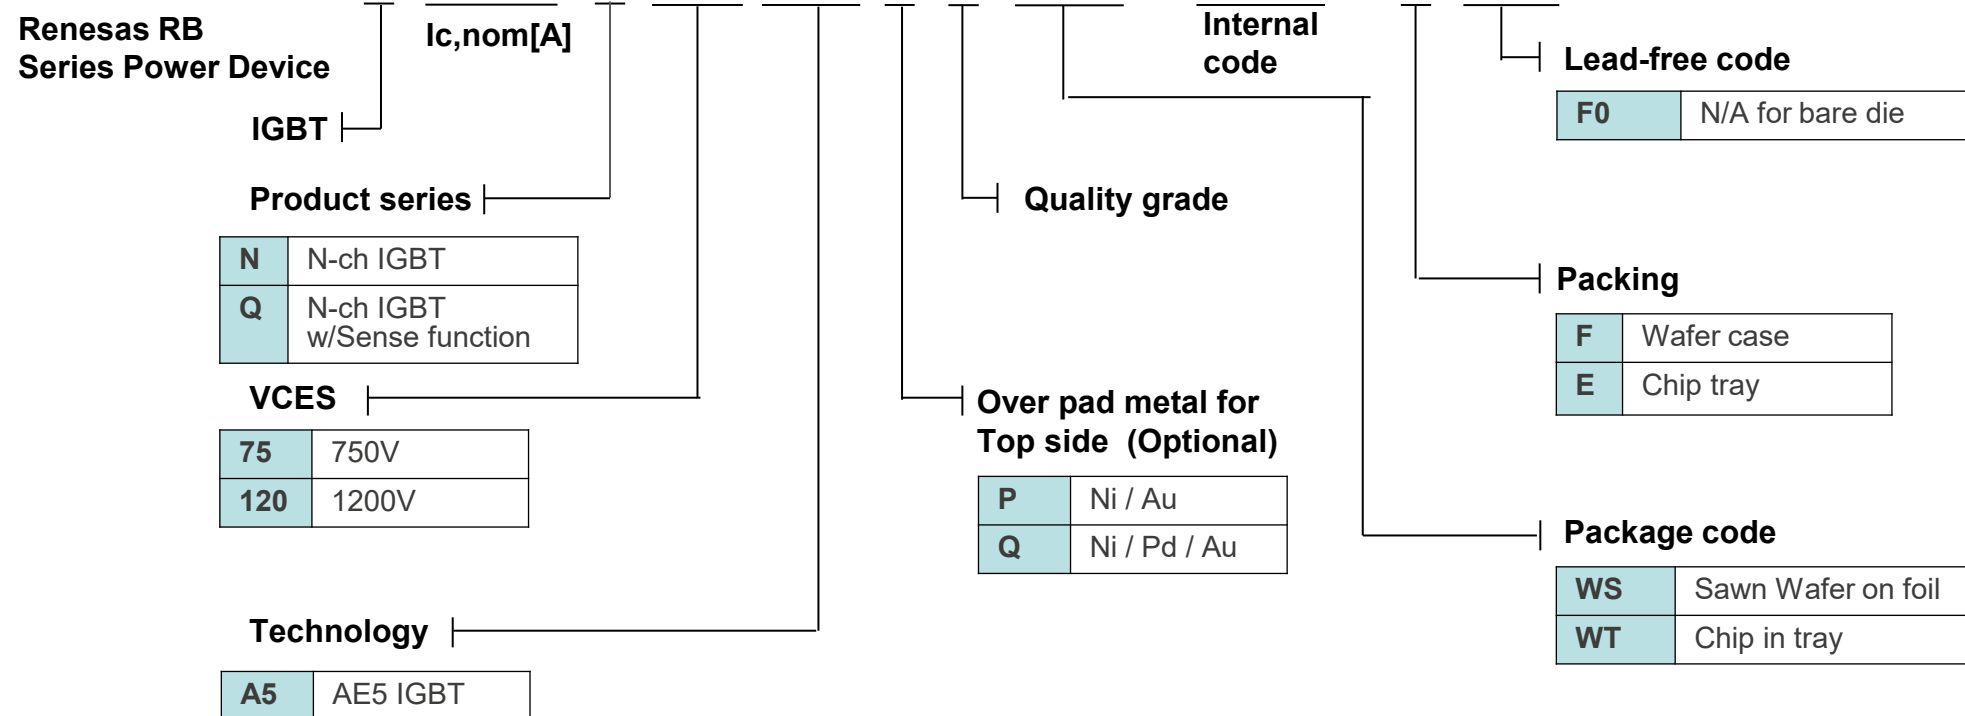 Renesas RB
Series Power Device
Ic,nom[A]
Internal
code
IGBT
Product series
N N-ch IGBT
Q N-ch IGBT
w/Sense function
VCES
75 750V
120 1200V
Technology
A5 AE5 IGBT
Over pad metal for
Top side (Optional)
P Ni / Au
Q Ni / Pd / Au
Quality grade
Lead-free code
F0 N/A for bare die
Packing
F Wafer case
E Chip tray
Package code
WS Sawn Wafer on foil
WT Chip in tray